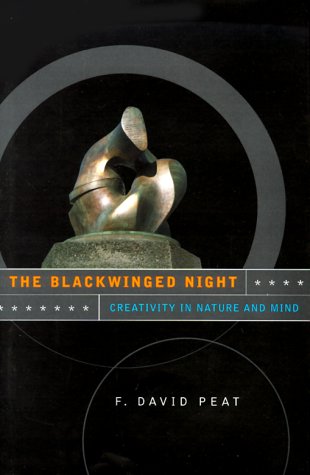 THE BLACKWINGED NIGHT ****
******* CREATIVITY IN NATURE AND MIND
F. DAVID PEAT